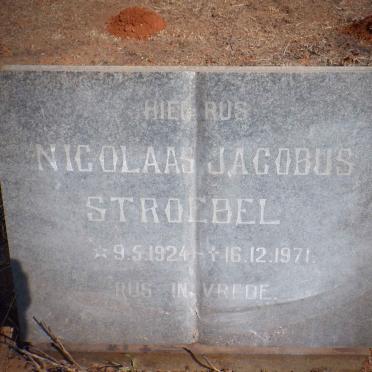 HIER RUS
NICOLAAS JACOBUS
STROEBEL
☆ 9.5.1924 - ✝ 16.12.1971.
RUS IN VREDE.